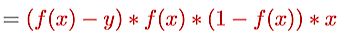 = (f(x) − y) ∗ f(x) ∗ (1 − f(x)) ∗ x